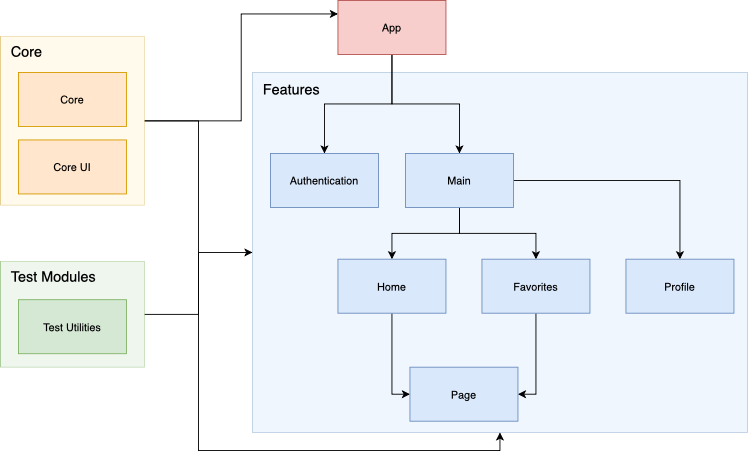 App
Core
Core
Core UI
Features
Authentication
Main
Home
Favorites
Profile
Page
Test Modules
Test Utilities